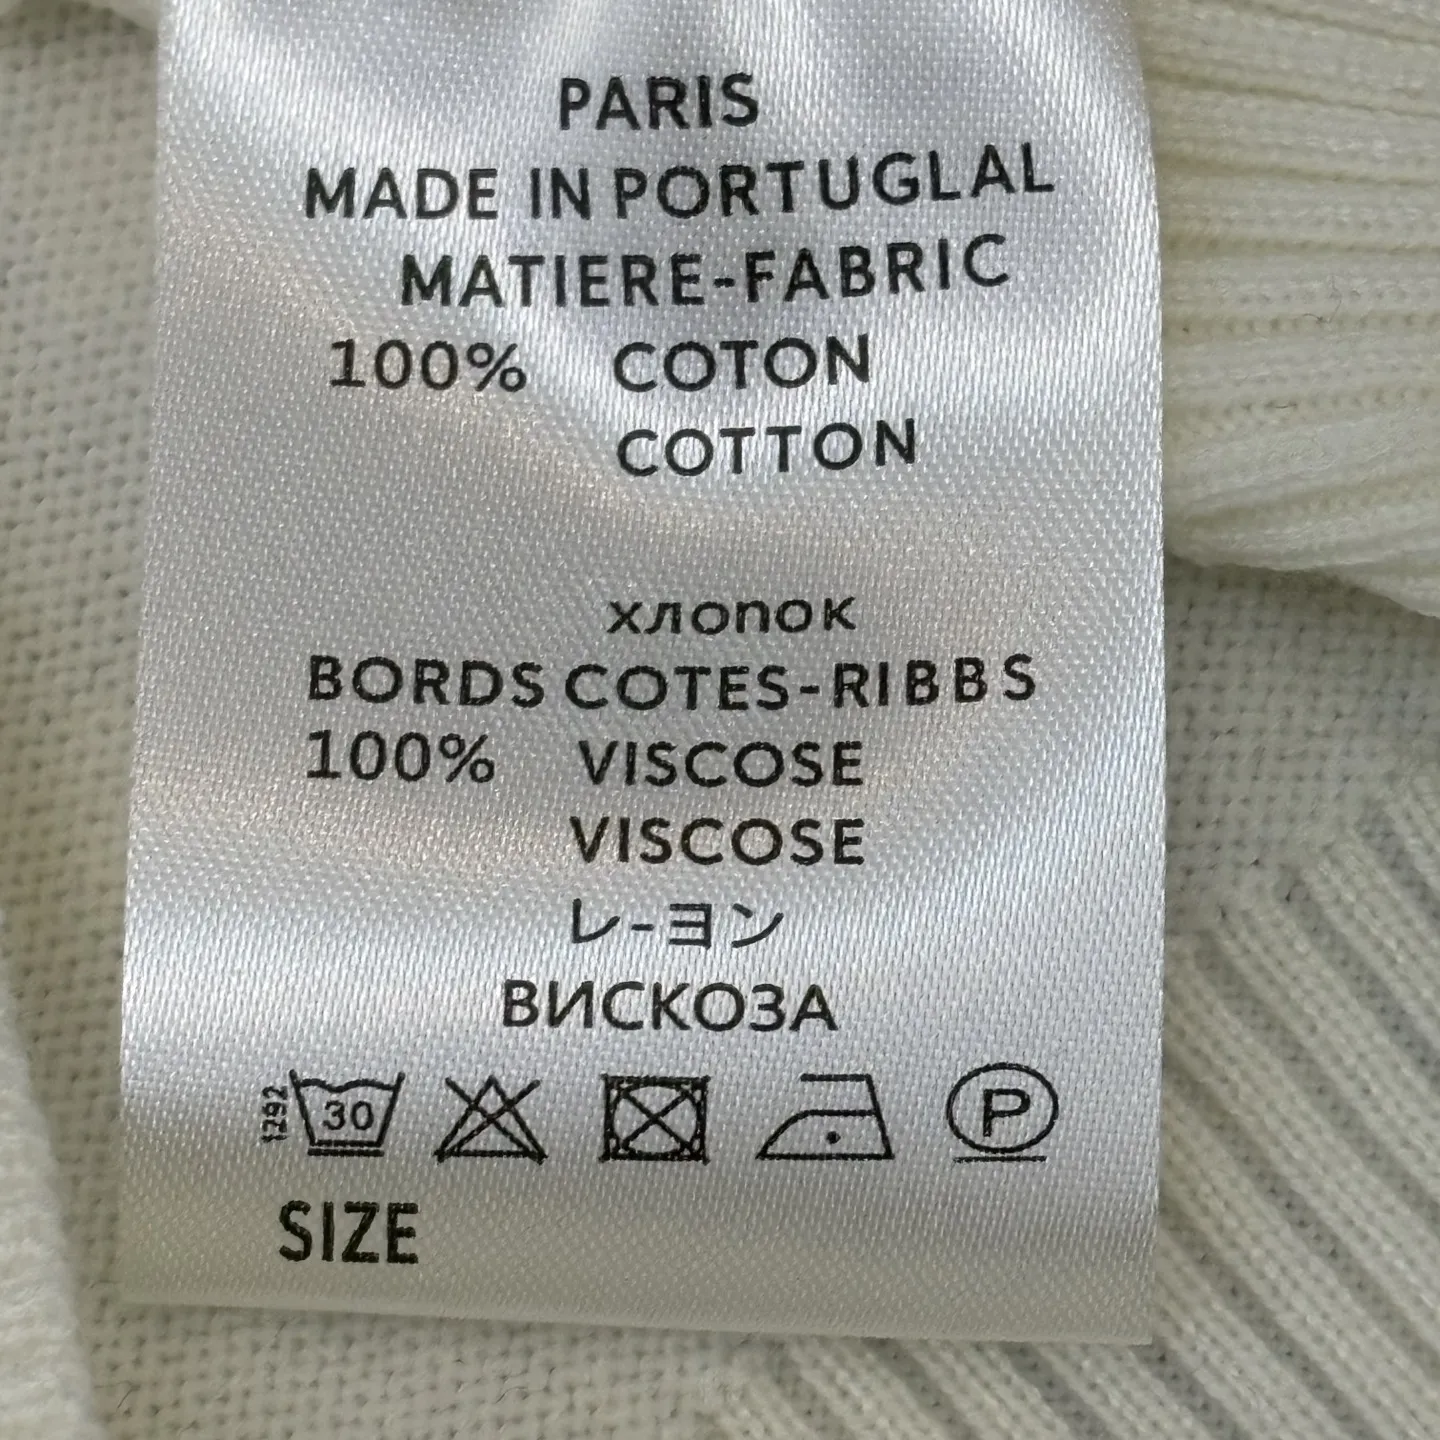 PARIS
MADE IN PORTUGLAL
MATIERE-FABRIC
100% COTON
COTTON
хлопок
BORDS COTES-RIBBS
100% VISCOSE
VISCOSE
レ-ヨン
ВИСКОЗА
1292 30 P
SIZE